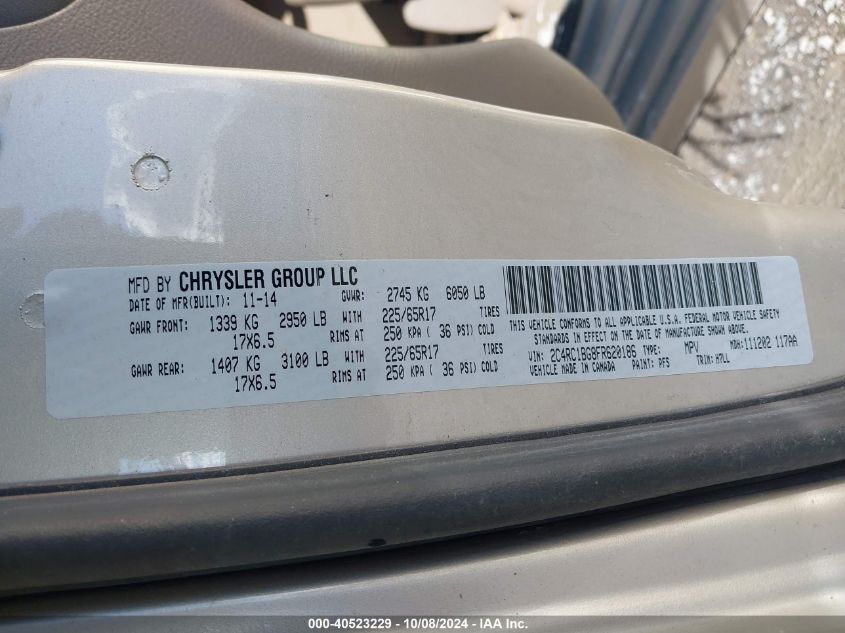 MFD BY CHRYSLER GROUP LLC
DATE OF MFR(BUILT): 11-14 GVWR: 2745 KG 6050 LB
GAWR FRONT: 1339 KG 2950 LB WITH 225/65R17 TIRES
17X6.5 RIMS AT 250 KPA ( 36 PSI) COLD
GAWR REAR: 1407 KG 3100 LB WITH 225/65R17 TIRES
17X6.5 RIMS AT 250 KPA ( 36 PSI) COLD
THIS VEHICLE CONFORMS TO ALL APPLICABLE U.S.A. FEDERAL MOTOR VEHICLE SAFETY
STANDARDS IN EFFECT ON THE DATE OF MANUFACTURE SHOWN ABOVE.
VIN: 2C4RC1BG8FR620186 TYPE: MPV MDH: 111202 117AA
VEHICLE MADE IN CANADA PAINT: PFS TRIM: H7LL
000-40523229 - 10/08/2024 - IAA Inc.